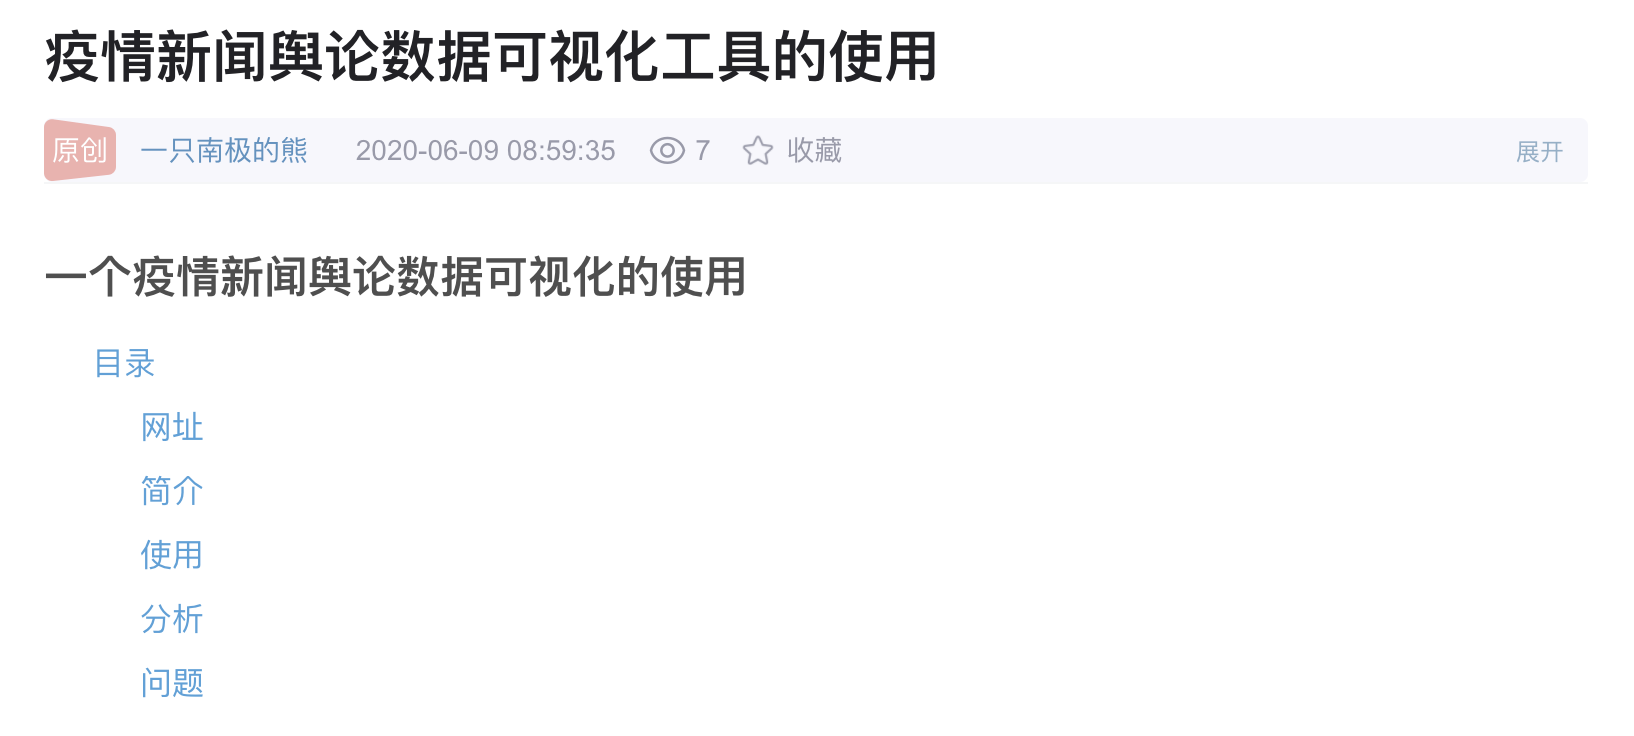 疫情新闻舆论数据可视化工具的使用
原创 一只南极的熊 2020-06-09 08:59:35 7 收藏 展开
一个疫情新闻舆论数据可视化的使用
目录
网址
简介
使用
分析
问题